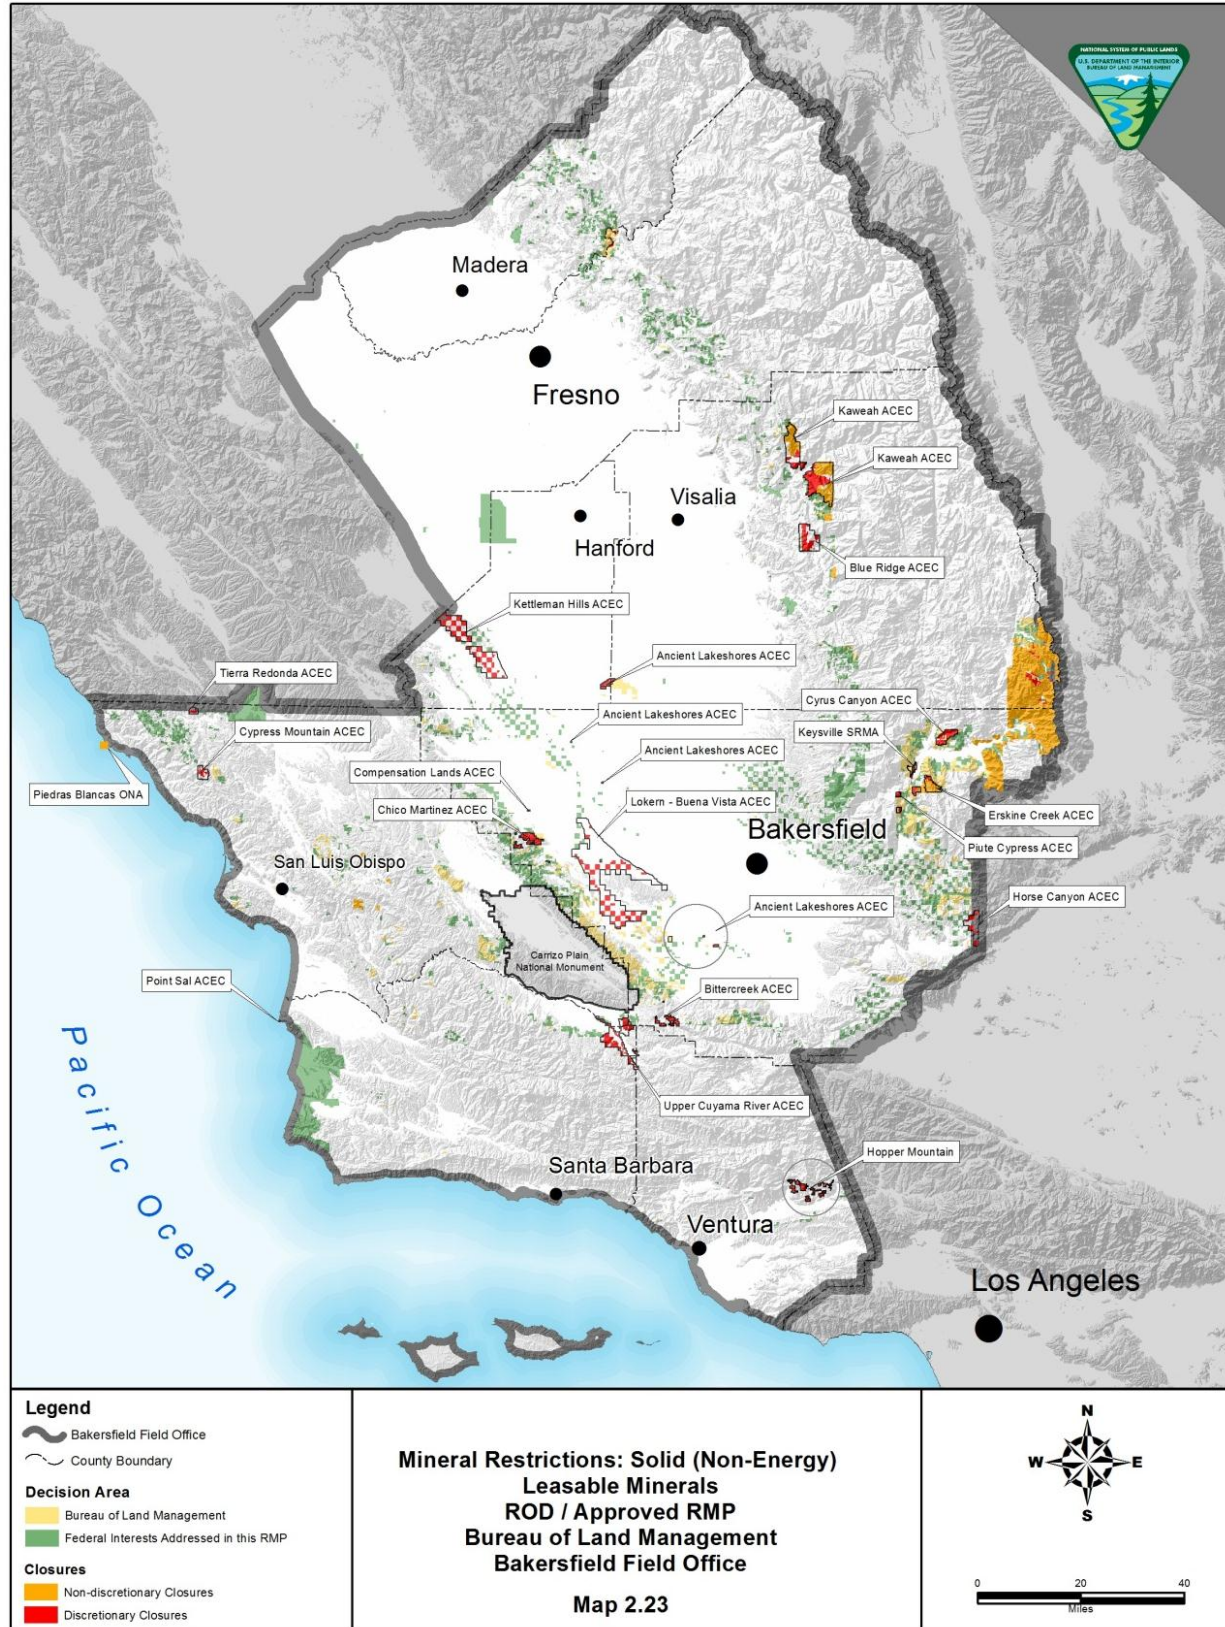 NATIONAL SYSTEM OF PUBLIC LANDS
U.S. DEPARTMENT OF THE INTERIOR
BUREAU OF LAND MANAGEMENT
Madera
Fresno
Kaweah ACEC
Kaweah ACEC
Visalia
Hanford
Blue Ridge ACEC
Kettleman Hills ACEC
Ancient Lakeshores ACEC
Tierra Redonda ACEC
Cyrus Canyon ACEC
Ancient Lakeshores ACEC
Keysville SRMA
Cypress Mountain ACEC
Ancient Lakeshores ACEC
Compensation Lands ACEC
Piedras Blancas ONA
Lokern - Buena Vista ACEC
Chico Martinez ACEC
Erskine Creek ACEC
Bakersfield
Piute Cypress ACEC
San Luis Obispo
Horse Canyon ACEC
Ancient Lakeshores ACEC
Carrizo Plain
National Monument
Point Sal ACEC
Bittercreek ACEC
Pacific Ocean
Upper Cuyama River ACEC
Hopper Mountain
Santa Barbara
Ventura
Los Angeles
Legend
Bakersfield Field Office
County Boundary
Decision Area
Bureau of Land Management
Federal Interests Addressed in this RMP
Closures
Non-discretionary Closures
Discretionary Closures
Mineral Restrictions: Solid (Non-Energy)
Leasable Minerals
ROD / Approved RMP
Bureau of Land Management
Bakersfield Field Office
Map 2.23
N
W E
S
0 20 40
Miles